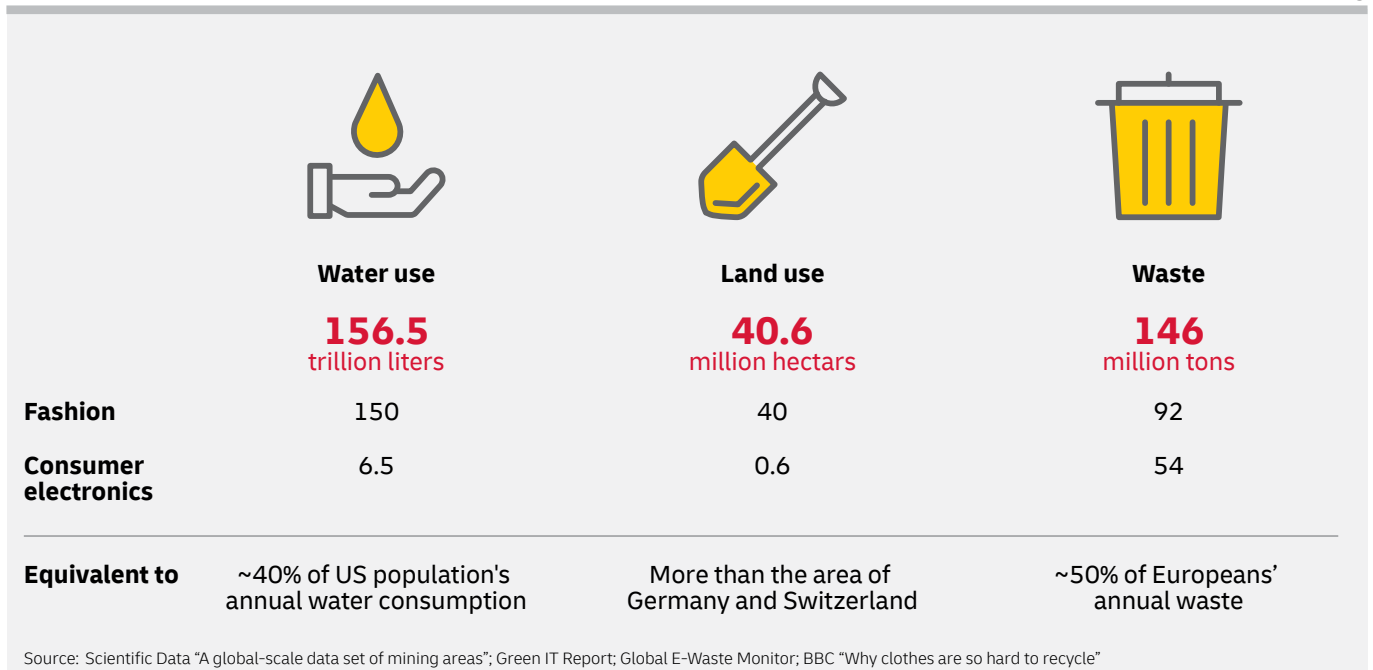 Water use
Land use
Waste
156.5
trillion liters
40.6
million hectars
146
million tons
Fashion
150
40
92
Consumer
electronics
6.5
0.6
54
Equivalent to
~40% of US population's
annual water consumption
More than the area of
Germany and Switzerland
~50% of Europeans’
annual waste
Source: Scientific Data “A global-scale data set of mining areas”; Green IT Report; Global E-Waste Monitor; BBC “Why clothes are so hard to recycle”